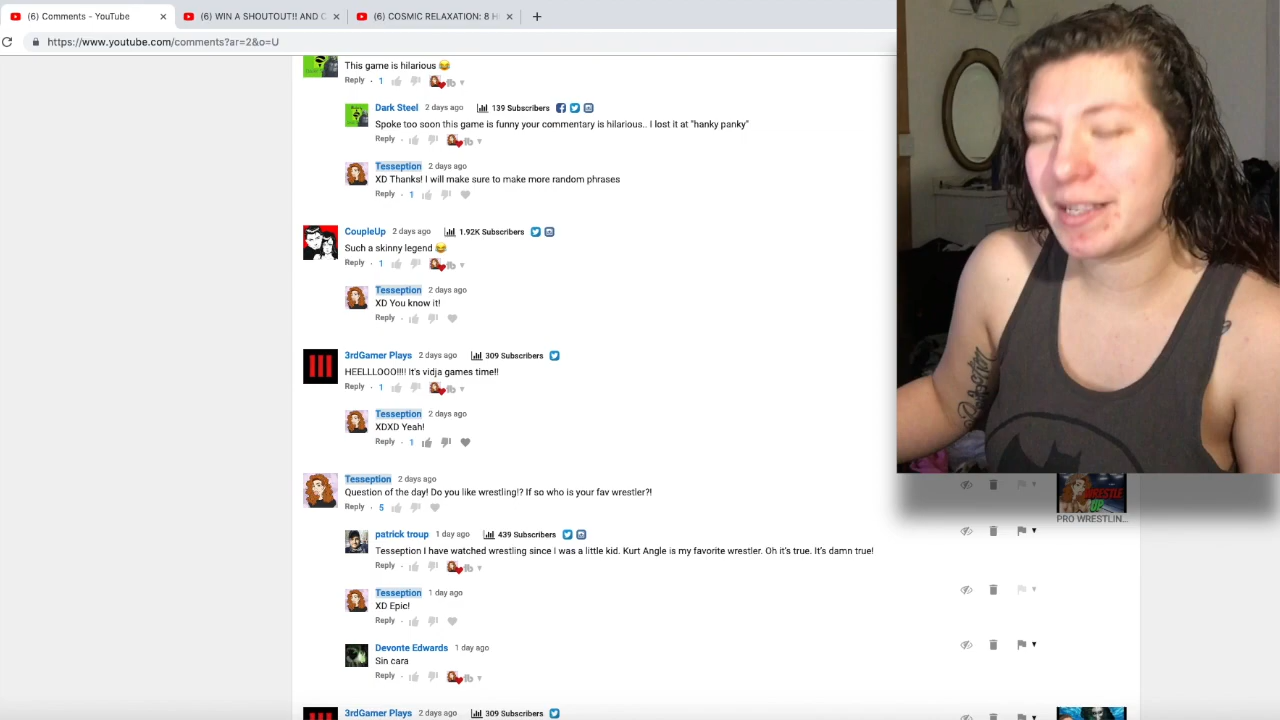 (6) Comments - YouTube
(6) WIN A SHOUTOUT!! AND C
(6) COSMIC RELAXATION: 8 H
https://www.youtube.com/comments?ar=2&o=U
This game is hilarious 😂
Reply · 1
Dark Steel 2 days ago 139 Subscribers
Spoke too soon this game is funny your commentary is hilarious.. I lost it at "hanky panky"
Reply
Tesseption 2 days ago
XD Thanks! I will make sure to make more random phrases
Reply · 1
CoupleUp 2 days ago 1.92K Subscribers
Such a skinny legend 😂
Reply · 1
Tesseption 2 days ago
XD You know it!
Reply
3rdGamer Plays 2 days ago 309 Subscribers
HEELLLOOO!!!! It's vidja games time!!
Reply · 1
Tesseption 2 days ago
XDXD Yeah!
Reply · 1
Tesseption 2 days ago
Question of the day! Do you like wrestling!? If so who is your fav wrestler?!
Reply · 5
WRESTLE
UP
PRO WRESTLIN...
patrick troup 1 day ago 439 Subscribers
Tesseption I have watched wrestling since I was a little kid. Kurt Angle is my favorite wrestler. Oh it's true. It's damn true!
Reply
Tesseption 1 day ago
XD Epic!
Reply
Devonte Edwards 1 day ago
Sin cara
Reply
3rdGamer Plays 2 days ago 309 Subscribers